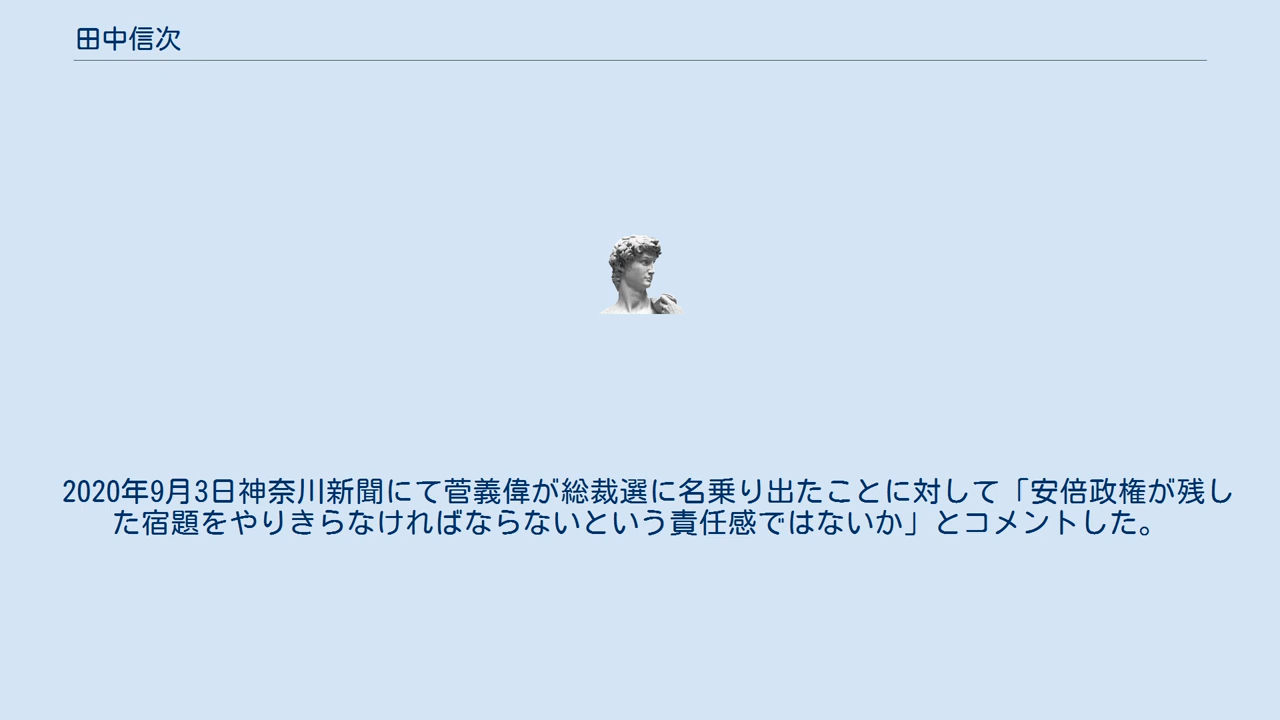 田中信次
2020年9月3日神奈川新聞にて菅義偉が総裁選に名乗り出たことに対して「安倍政権が残し
た宿題をやりきらなければならないという責任感ではないか」とコメントした。